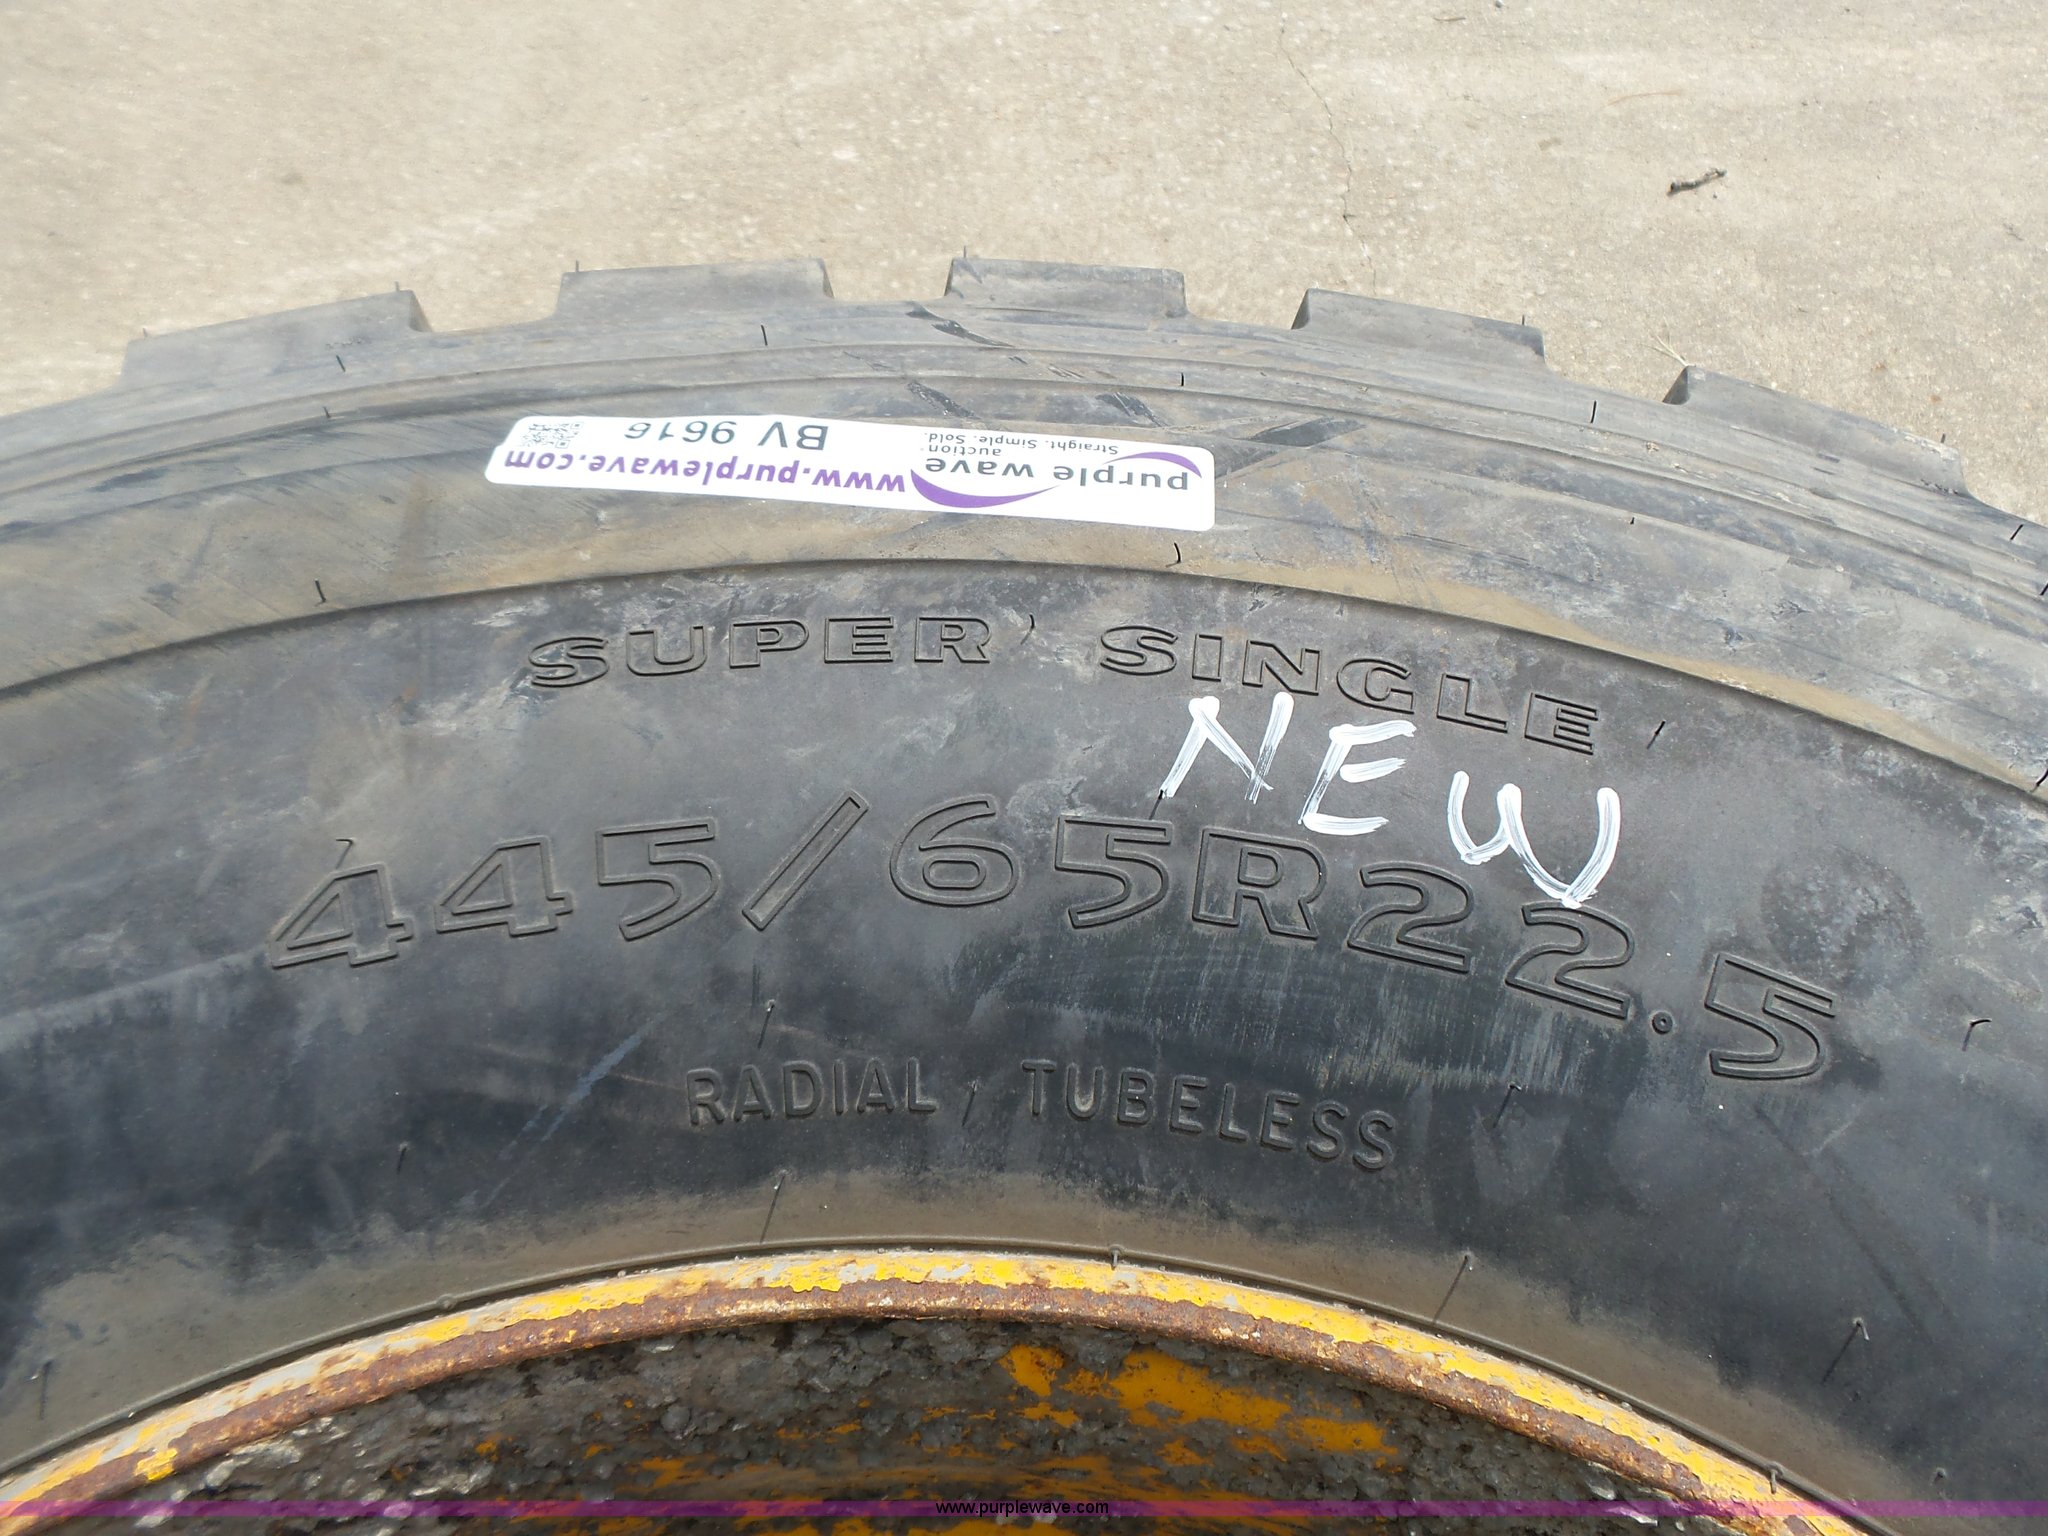 purple wave
auction.
Straight. Simple. Sold.
www.purplewave.com
BV 9616
SUPER SINGLE
NEW
445/65R22.5
RADIAL TUBELESS
www.purplewave.com